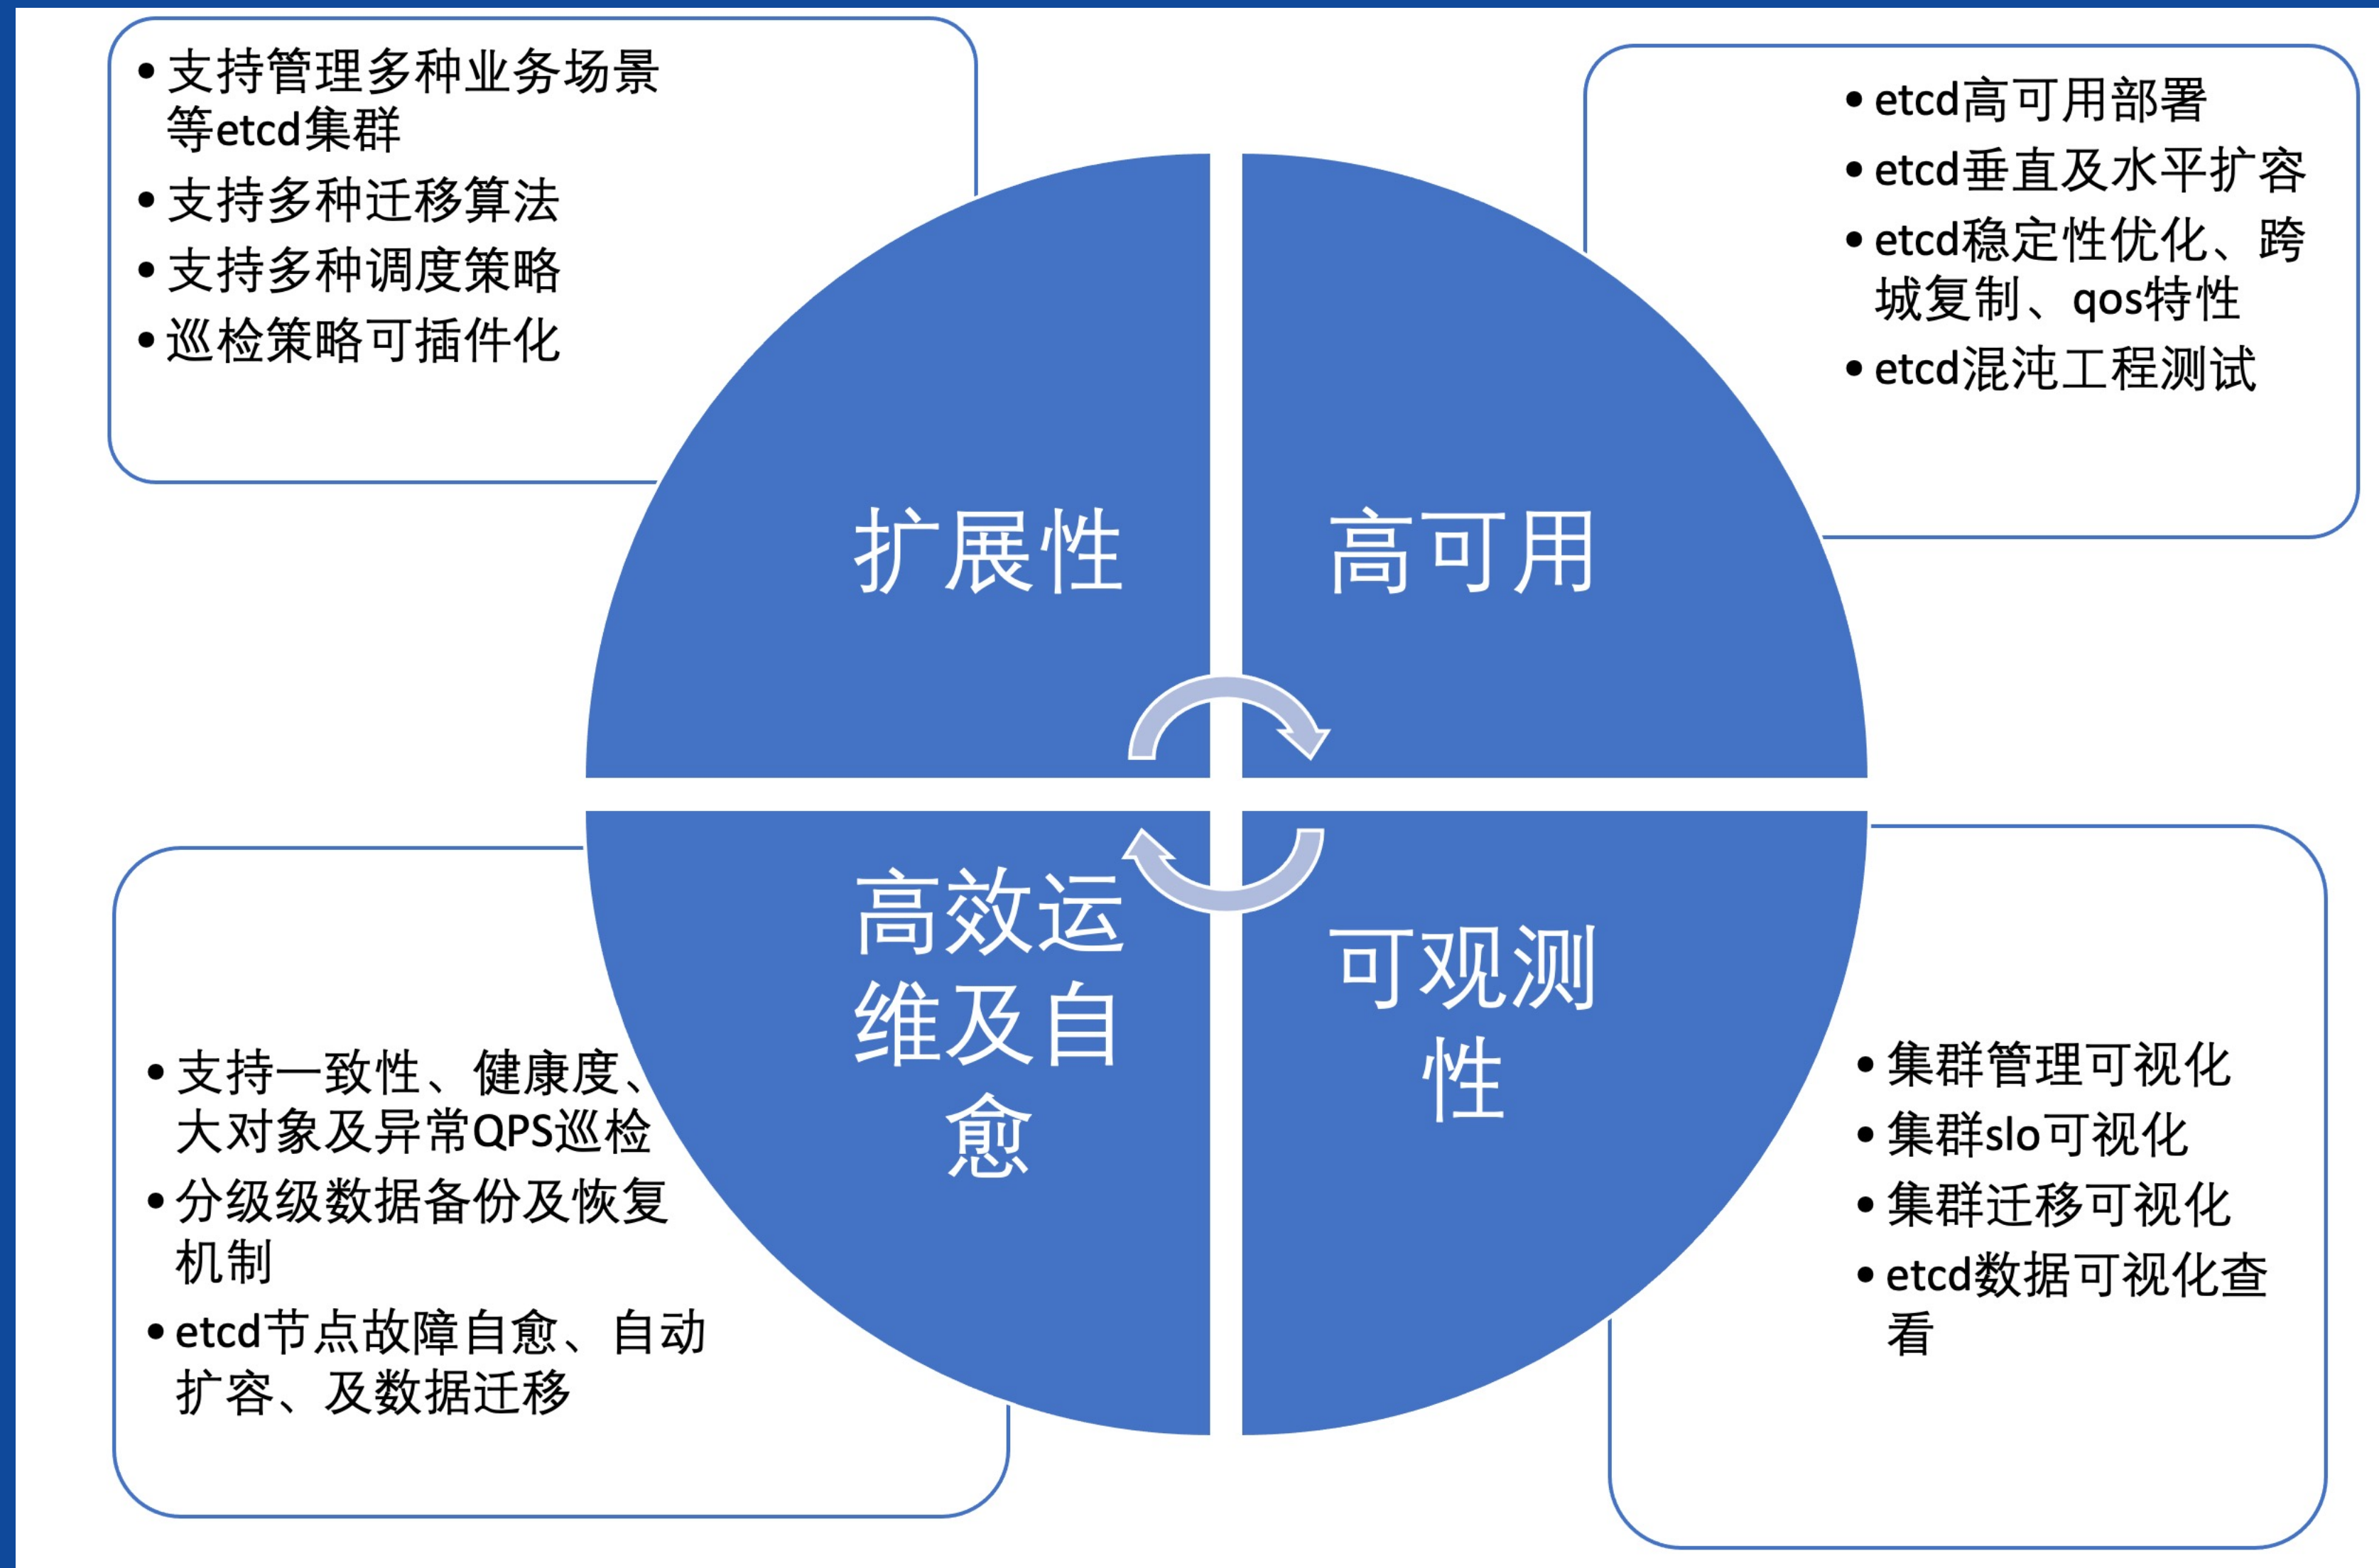 • 支持管理多种业务场景
等etcd集群
• 支持多种迁移算法
• 支持多种调度策略
• 巡检策略可插件化
• etcd高可用部署
• etcd垂直及水平扩容
• etcd稳定性优化、跨
城复制、qos特性
• etcd混沌工程测试
扩展性
高可用
高效运
维及自
愈
可观测
性
• 支持一致性、健康度、
大对象及异常QPS巡检
• 分级级数据备份及恢复
机制
• etcd节点故障自愈、自动
扩容、及数据迁移
• 集群管理可视化
• 集群slo可视化
• 集群迁移可视化
• etcd数据可视化查
看